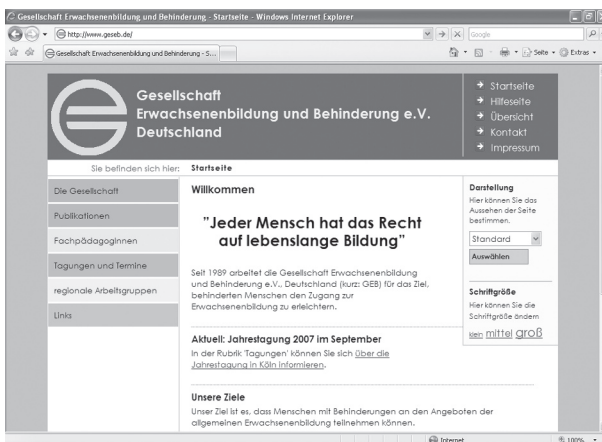 Gesellschaft Erwachsenenbildung und Behinderung - Startseite - Windows Internet Explorer
http://www.geseb.de/
Google
Gesellschaft Erwachsenenbildung und Behinderung - S...
Seite
Extras
Gesellschaft
Erwachsenenbildung und Behinderung e.V.
Deutschland
Startseite
Hilfeseite
Übersicht
Kontakt
Impressum
Sie befinden sich hier: Startseite
Die Gesellschaft
Publikationen
FachpädagogInnen
Tagungen und Termine
regionale Arbeitsgruppen
Links
Willkommen
"Jeder Mensch hat das Recht
auf lebenslange Bildung"
Seit 1989 arbeitet die Gesellschaft Erwachsenenbildung
und Behinderung e.V., Deutschland (kurz: GEB) für das Ziel,
behinderten Menschen den Zugang zur
Erwachsenenbildung zu erleichtern.
Aktuell: Jahrestagung 2007 im September
In der Rubrik 'Tagungen' können Sie sich über die
Jahrestagung in Köln informieren.
Unsere Ziele
Unser Ziel ist es, dass Menschen mit Behinderungen an den Angeboten der
allgemeinen Erwachsenenbildung teilnehmen können.
Darstellung
Hier können Sie das
Aussehen der Seite
bestimmen.
Standard
Auswählen
Schriftgröße
Hier können Sie die
Schriftgröße ändern
klein mittel groß
Internet
100%